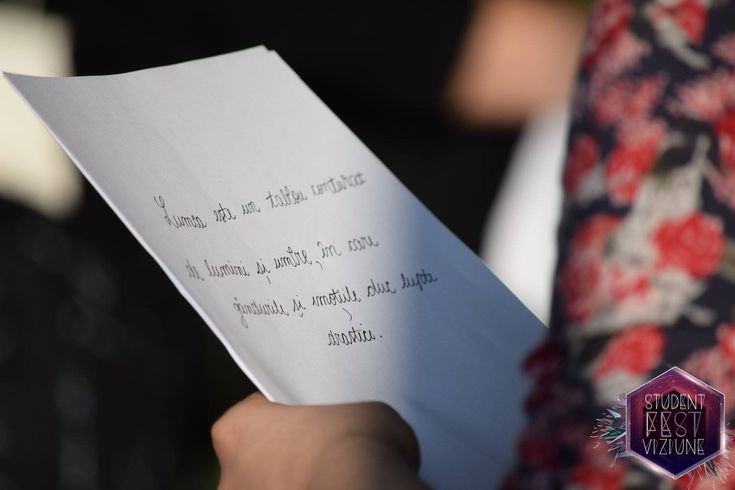 Lumea este un tablou conturat
de lumini și umbre, în care
gândurile și emoțiile duc lupte
drastice.
STUDENT
FEST
VIZIUNE